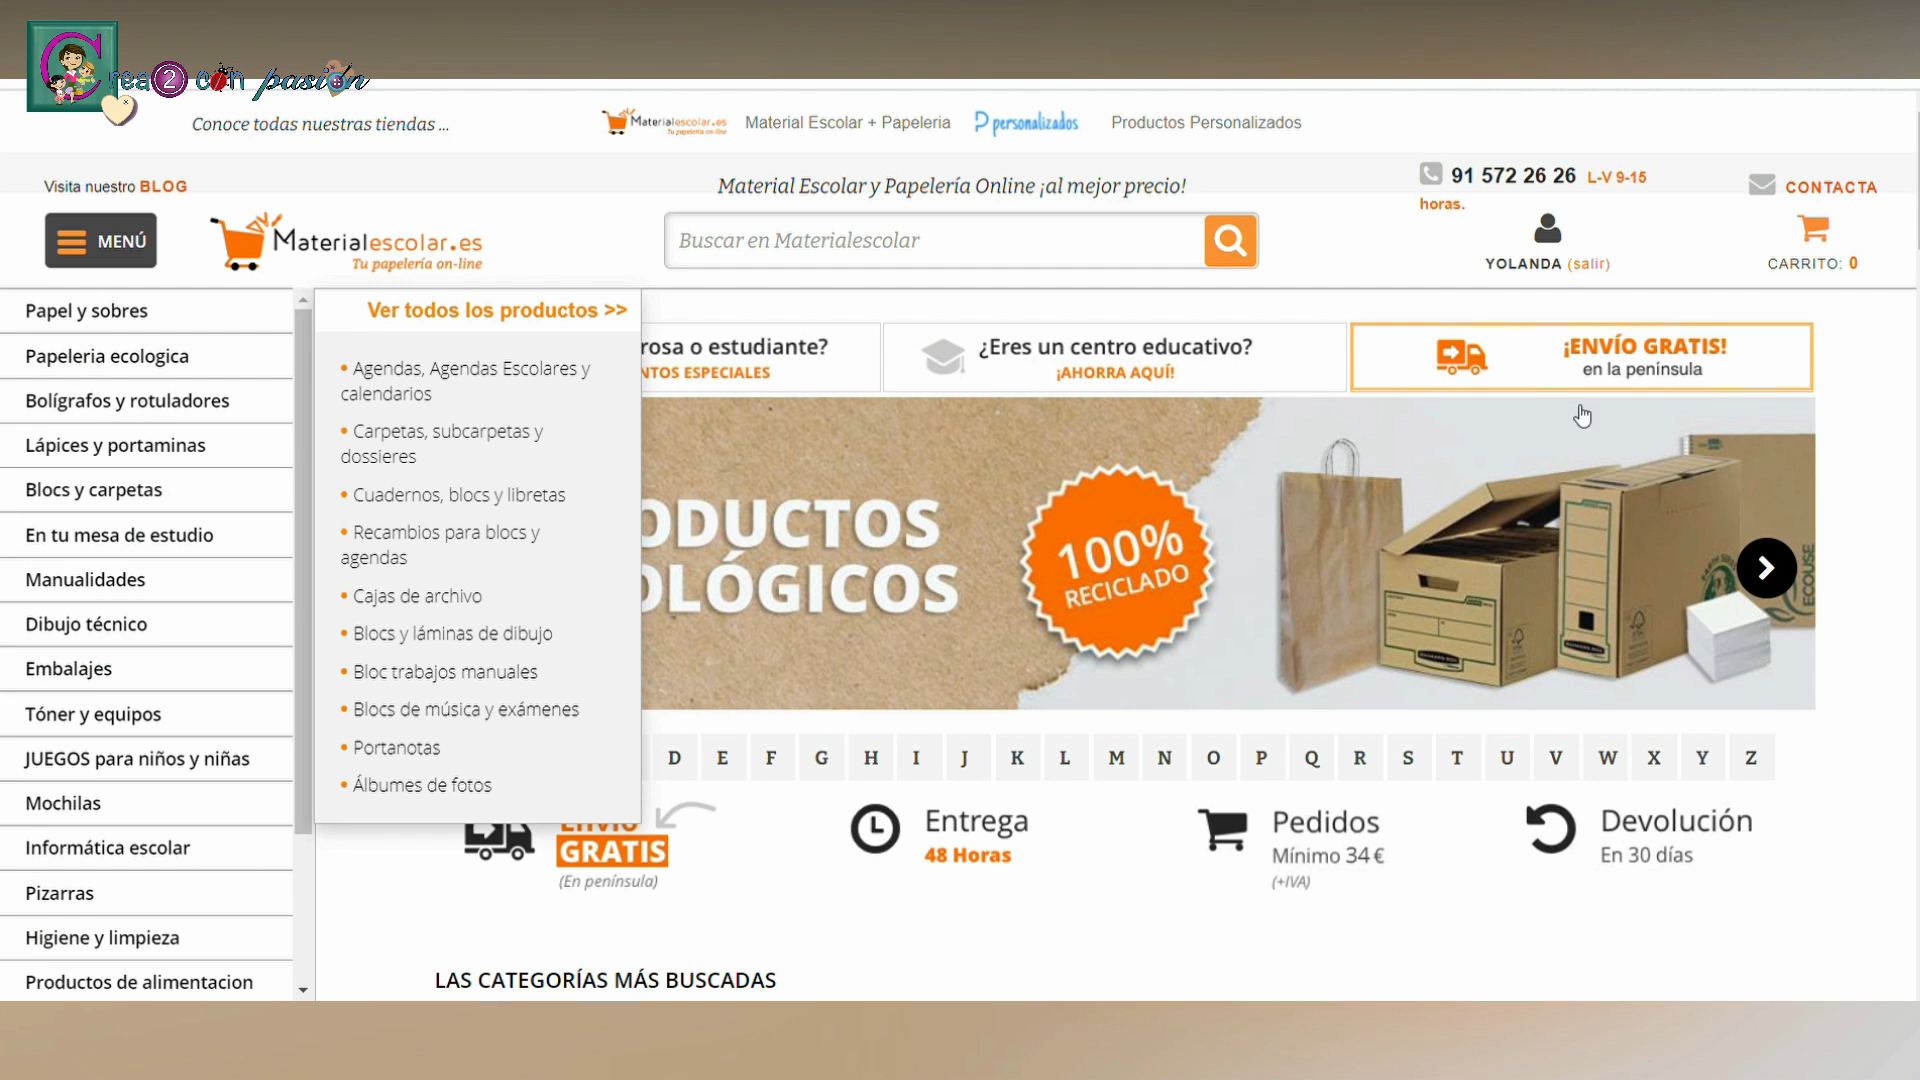 Crea2 con pasión
Conoce todas nuestras tiendas ...
Materialescolar.es
Tu papelería on-line
Material Escolar + Papeleria
personalizados
Productos Personalizados
Visita nuestro BLOG
Material Escolar y Papelería Online ¡al mejor precio!
91 572 26 26 L-V 9-15
horas.
CONTACTA
MENÚ
Materialescolar.es
Tu papelería on-line
Buscar en Materialescolar
YOLANDA (salir)
CARRITO: 0
Papel y sobres
Papeleria ecologica
Bolígrafos y rotuladores
Lápices y portaminas
Blocs y carpetas
En tu mesa de estudio
Manualidades
Dibujo técnico
Embalajes
Tóner y equipos
JUEGOS para niños y niñas
Mochilas
Informática escolar
Pizarras
Higiene y limpieza
Productos de alimentacion
Ver todos los productos >>
• Agendas, Agendas Escolares y
calendarios
• Carpetas, subcarpetas y
dossieres
• Cuadernos, blocs y libretas
• Recambios para blocs y
agendas
• Cajas de archivo
• Blocs y láminas de dibujo
• Bloc trabajos manuales
• Blocs de música y exámenes
• Portanotas
• Álbumes de fotos
rosa o estudiante?
NTOS ESPECIALES
¿Eres un centro educativo?
¡AHORRA AQUÍ!
¡ENVÍO GRATIS!
en la península
ODUCTOS
OLÓGICOS
100%
RECICLADO
ECOUSE
D E F G H I J K L M N O P Q R S T U V W X Y Z
ENVÍO
GRATIS
(En península)
Entrega
48 Horas
Pedidos
Mínimo 34 €
(+IVA)
Devolución
En 30 días
LAS CATEGORÍAS MÁS BUSCADAS